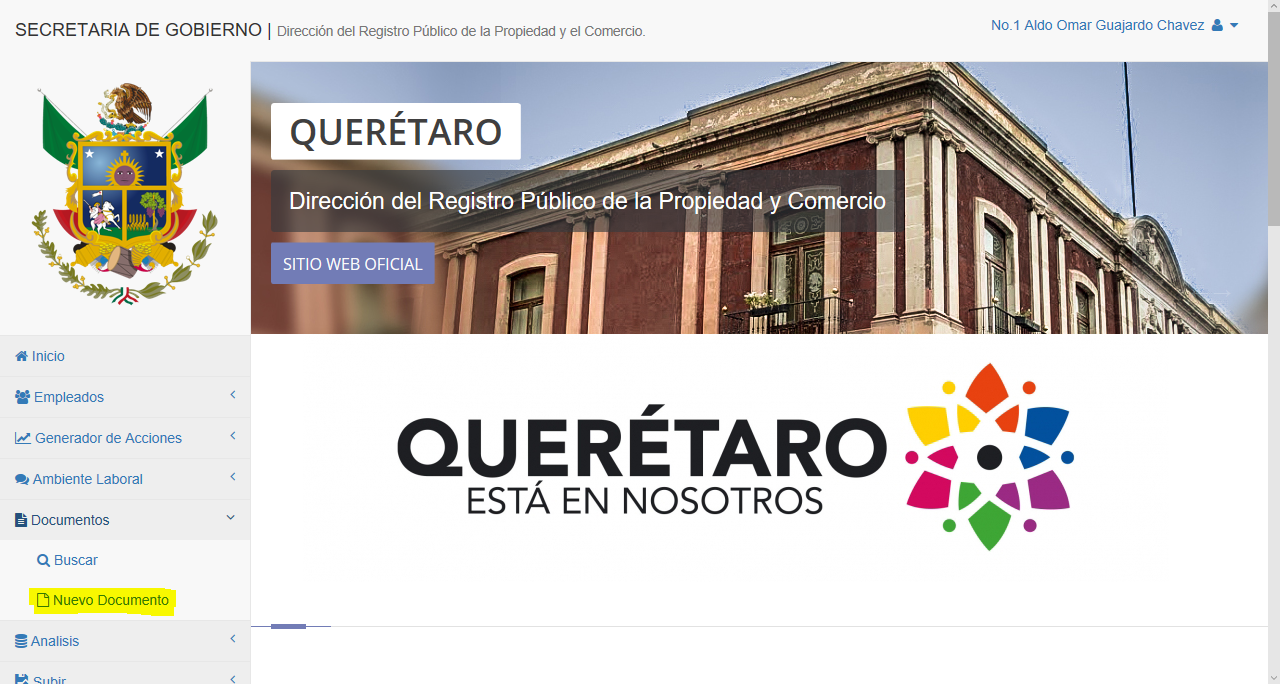 SECRETARIA DE GOBIERNO | Dirección del Registro Público de la Propiedad y el Comercio.
No.1 Aldo Omar Guajardo Chavez
QUERÉTARO
Dirección del Registro Público de la Propiedad y Comercio
SITIO WEB OFICIAL
Inicio
Empleados
Generador de Acciones
Ambiente Laboral
Documentos
Buscar
Nuevo Documento
Analisis
Subir
QUERÉTARO
ESTÁ EN NOSOTROS